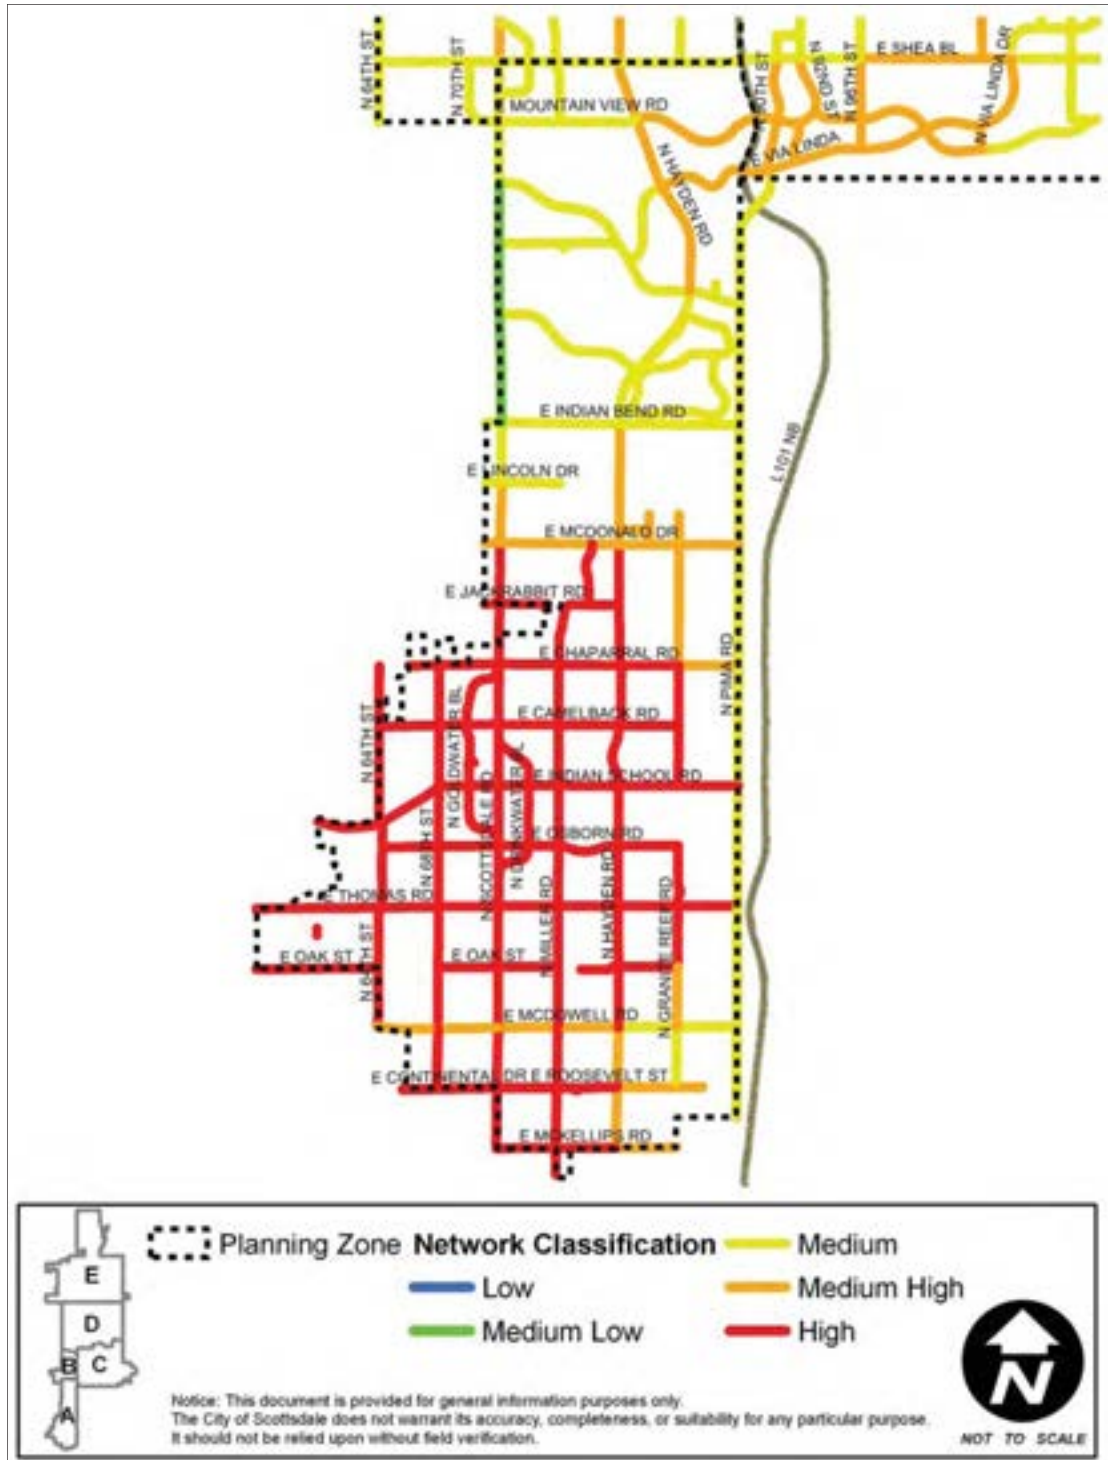 N 64TH ST
N 70TH ST
E MOUNTAIN VIEW RD
N HAYDEN RD
90TH ST
N 92ND ST
N 96TH ST
E SHEA BL
N VIA LINDA DR
E VIA LINDA
E INDIAN BEND RD
E LINCOLN DR
L101 NB
E MCDONALD DR
E JACKRABBIT RD
E CHAPARRAL RD
N PIMA RD
N 64TH ST
N GOLDWATER BL
E CAMELBACK RD
E INDIAN SCHOOL RD
N 68TH ST
N SCOTTSDALE RD
N DRINKWATER BL
E OSBORN RD
E THOMAS RD
N MILLER RD
N HAYDEN RD
N GRANITE REEF RD
N 64TH ST
E OAK ST
E OAK ST
E MCDOWELL RD
E CONTINENTAL DR E ROOSEVELT ST
E MCKELLIPS RD
Planning Zone
Network Classification
Low
Medium Low
Medium
Medium High
High
E
D
B
C
A
Notice: This document is provided for general information purposes only.
The City of Scottsdale does not warrant its accuracy, completeness, or suitability for any particular purpose.
It should not be relied upon without field verification.
N
NOT TO SCALE